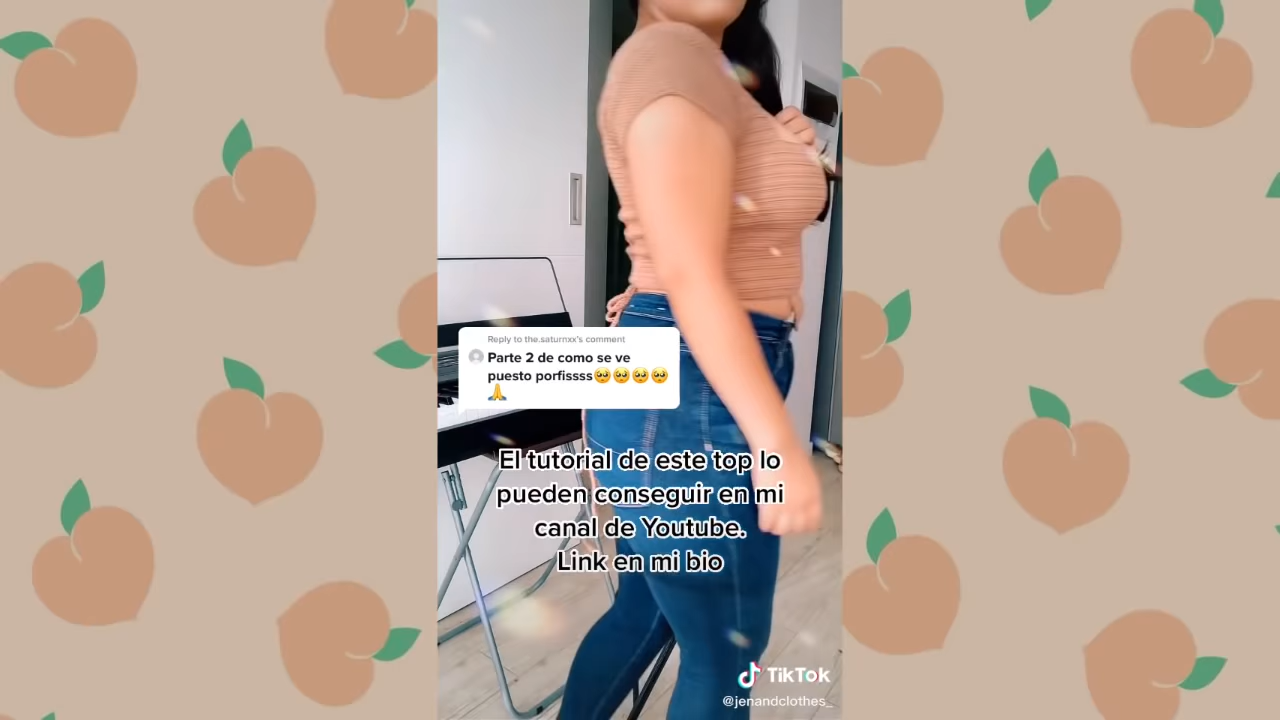 Reply to the.saturnxx's comment
Parte 2 de como se ve
puesto porfissss🥺🥺🥺🥺
🙏
El tutorial de este top lo
pueden conseguir en mi
canal de Youtube.
Link en mi bio
TikTok
@jenandclothes_